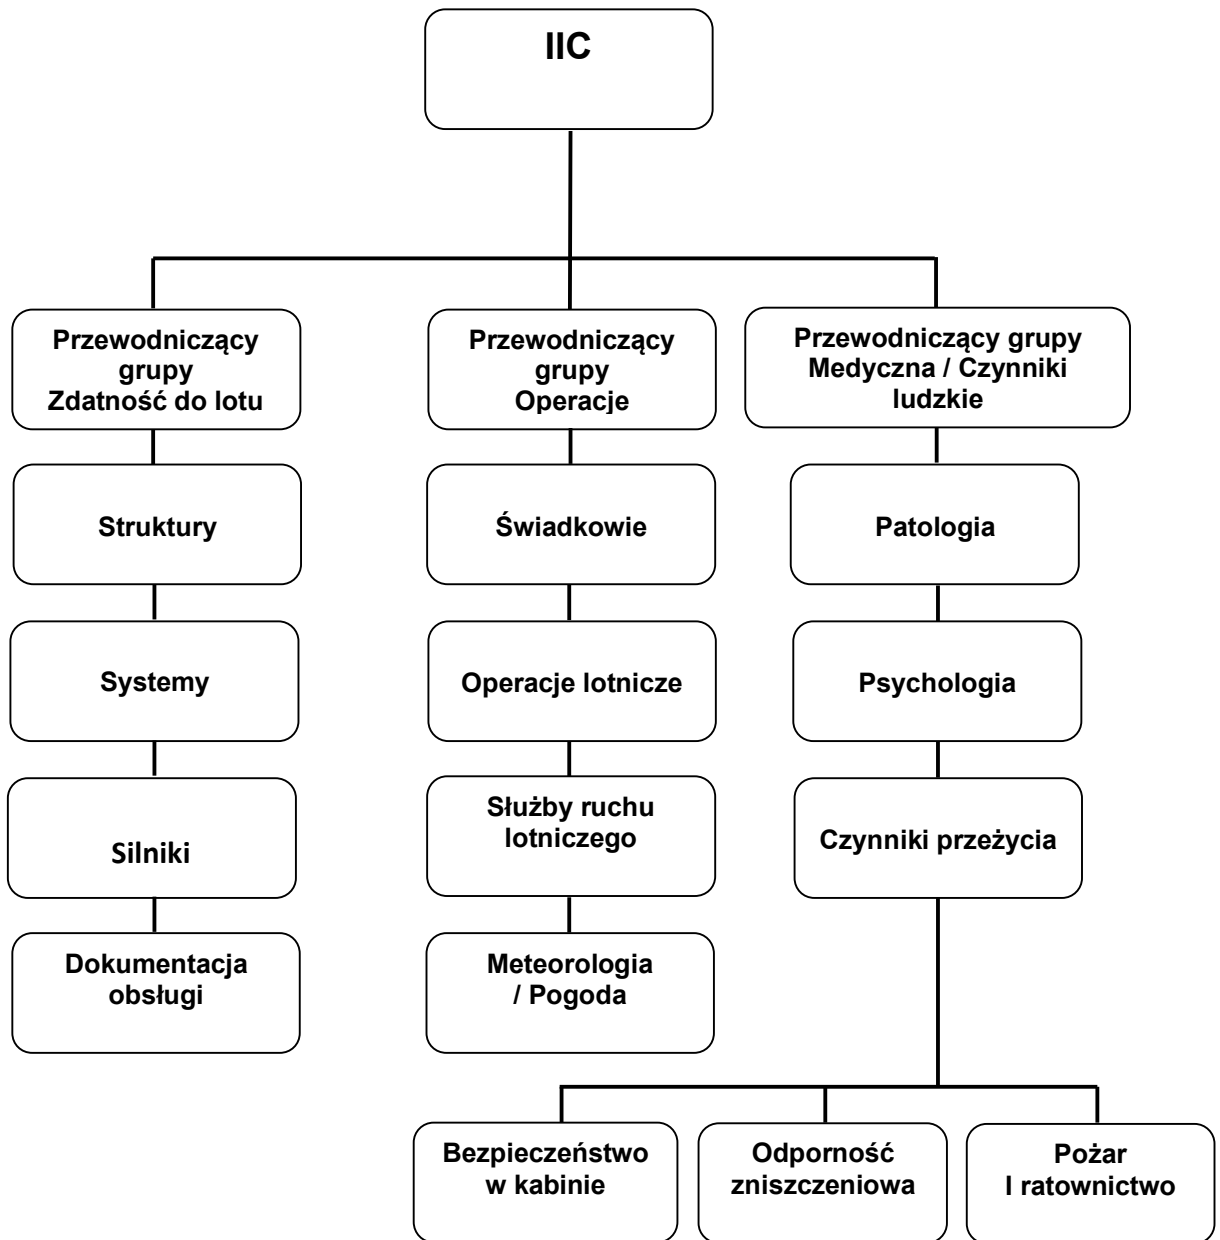 IIC
Przewodniczący
grupy
Zdatność do lotu
Przewodniczący
grupy
Operacje
Przewodniczący grupy
Medyczna / Czynniki
ludzkie
Struktury
Świadkowie
Patologia
Systemy
Operacje lotnicze
Psychologia
Silniki
Służby ruchu
lotniczego
Czynniki przeżycia
Dokumentacja
obsługi
Meteorologia
/ Pogoda
Bezpieczeństwo
w kabinie
Odporność
zniszczeniowa
Pożar
I ratownictwo